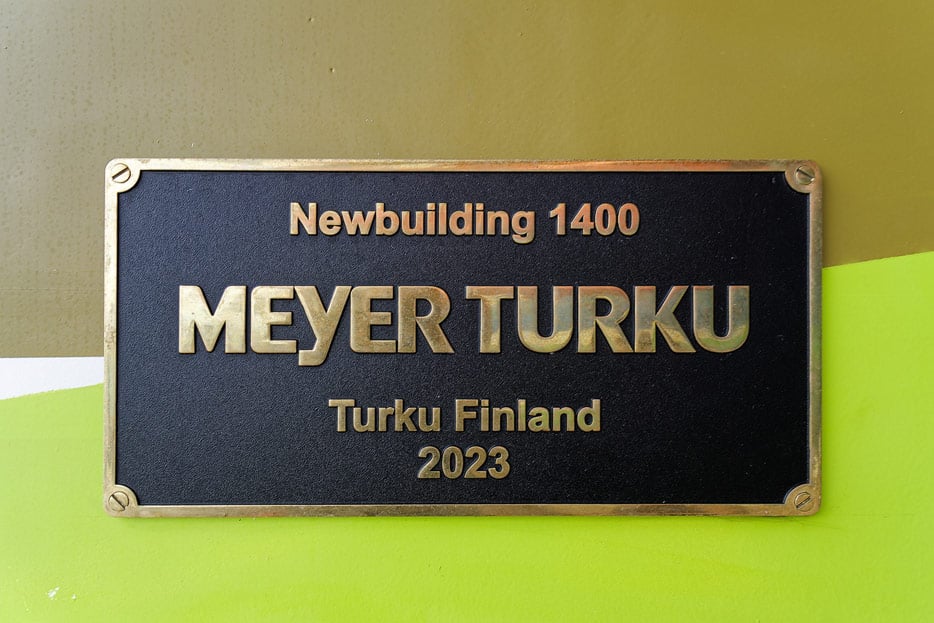 Newbuilding 1400
MEYER TURKU
Turku Finland
2023